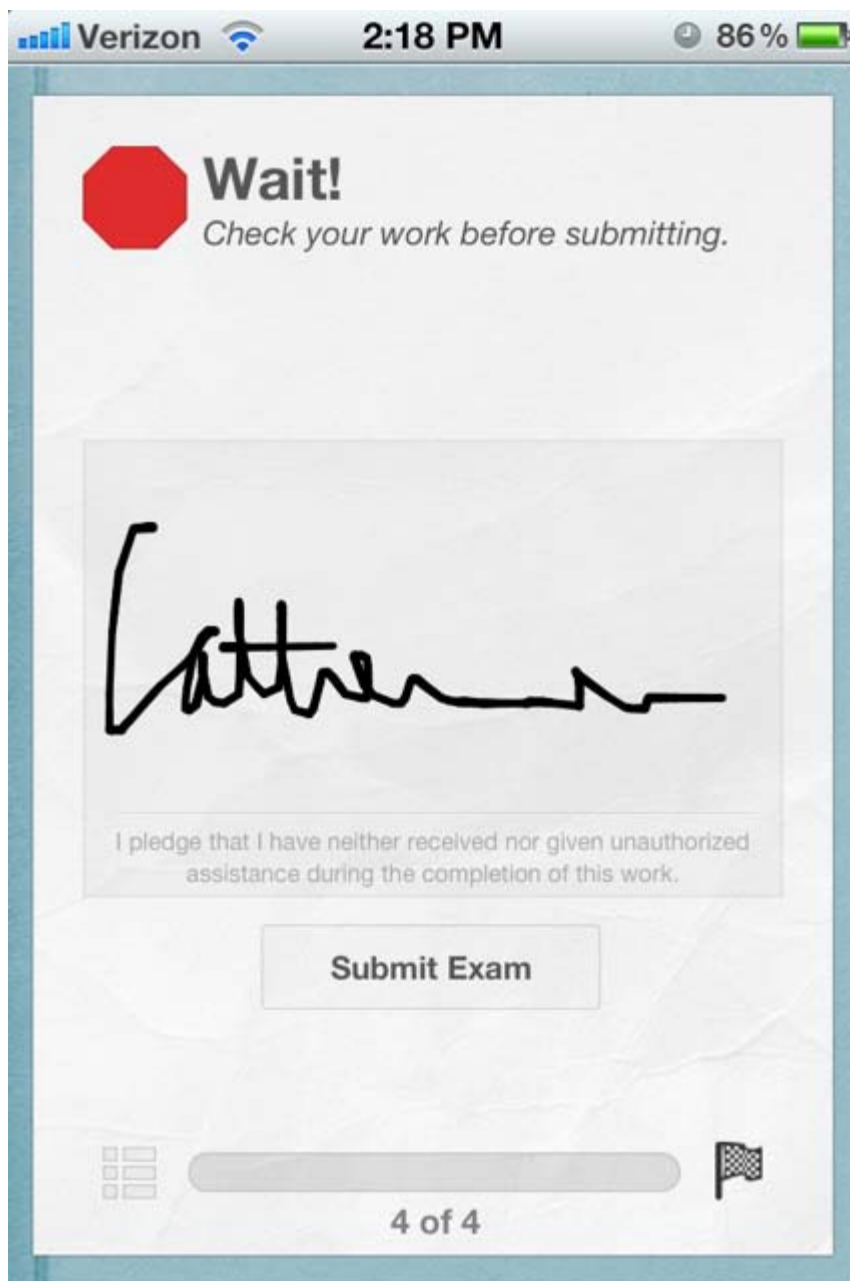 Verizon 2:18 PM 86%
Wait!
Check your work before submitting.
I pledge that I have neither received nor given unauthorized
assistance during the completion of this work.
Submit Exam
4 of 4